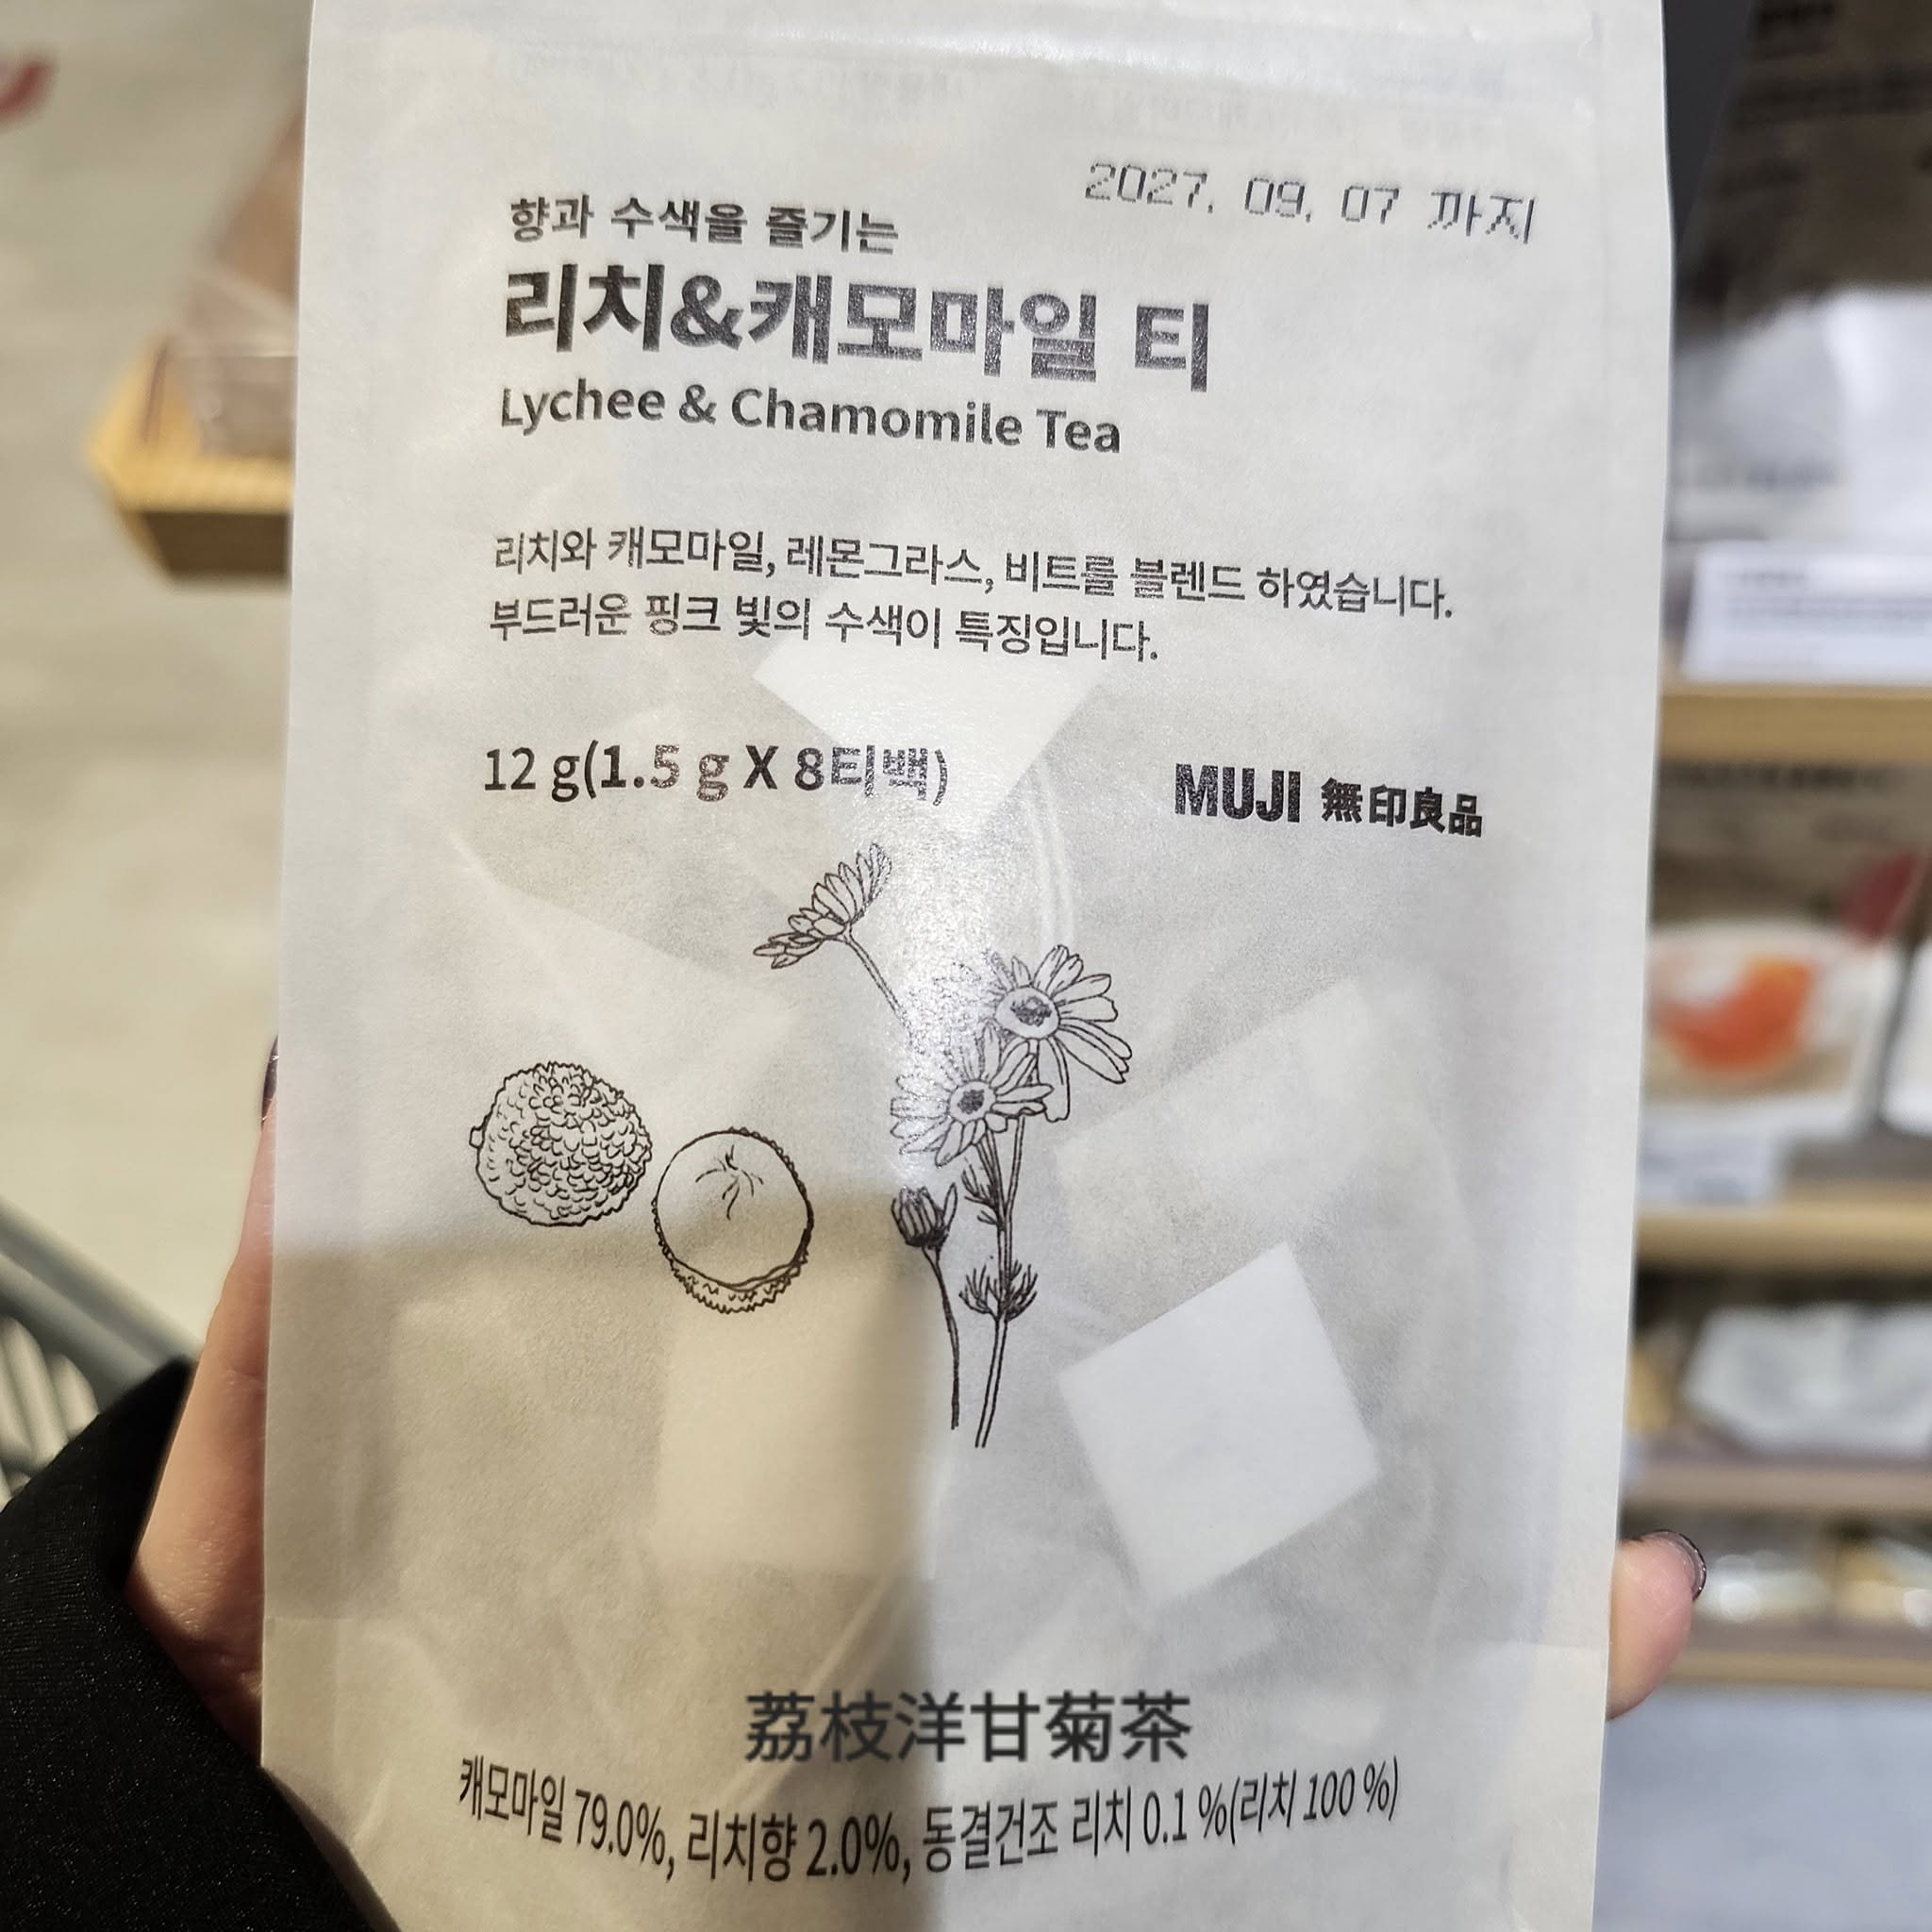 2027. 09. 07 까지
향과 수색을 즐기는
리치&캐모마일 티
Lychee & Chamomile Tea
리치와 캐모마일, 레몬그라스, 비트를 블렌드 하였습니다.
부드러운 핑크 빛의 수색이 특징입니다.
12 g(1.5 g X 8티백)
MUJI 無印良品
荔枝洋甘菊茶
캐모마일 79.0%, 리치향 2.0%, 동결건조 리치 0.1 %(리치 100 %)